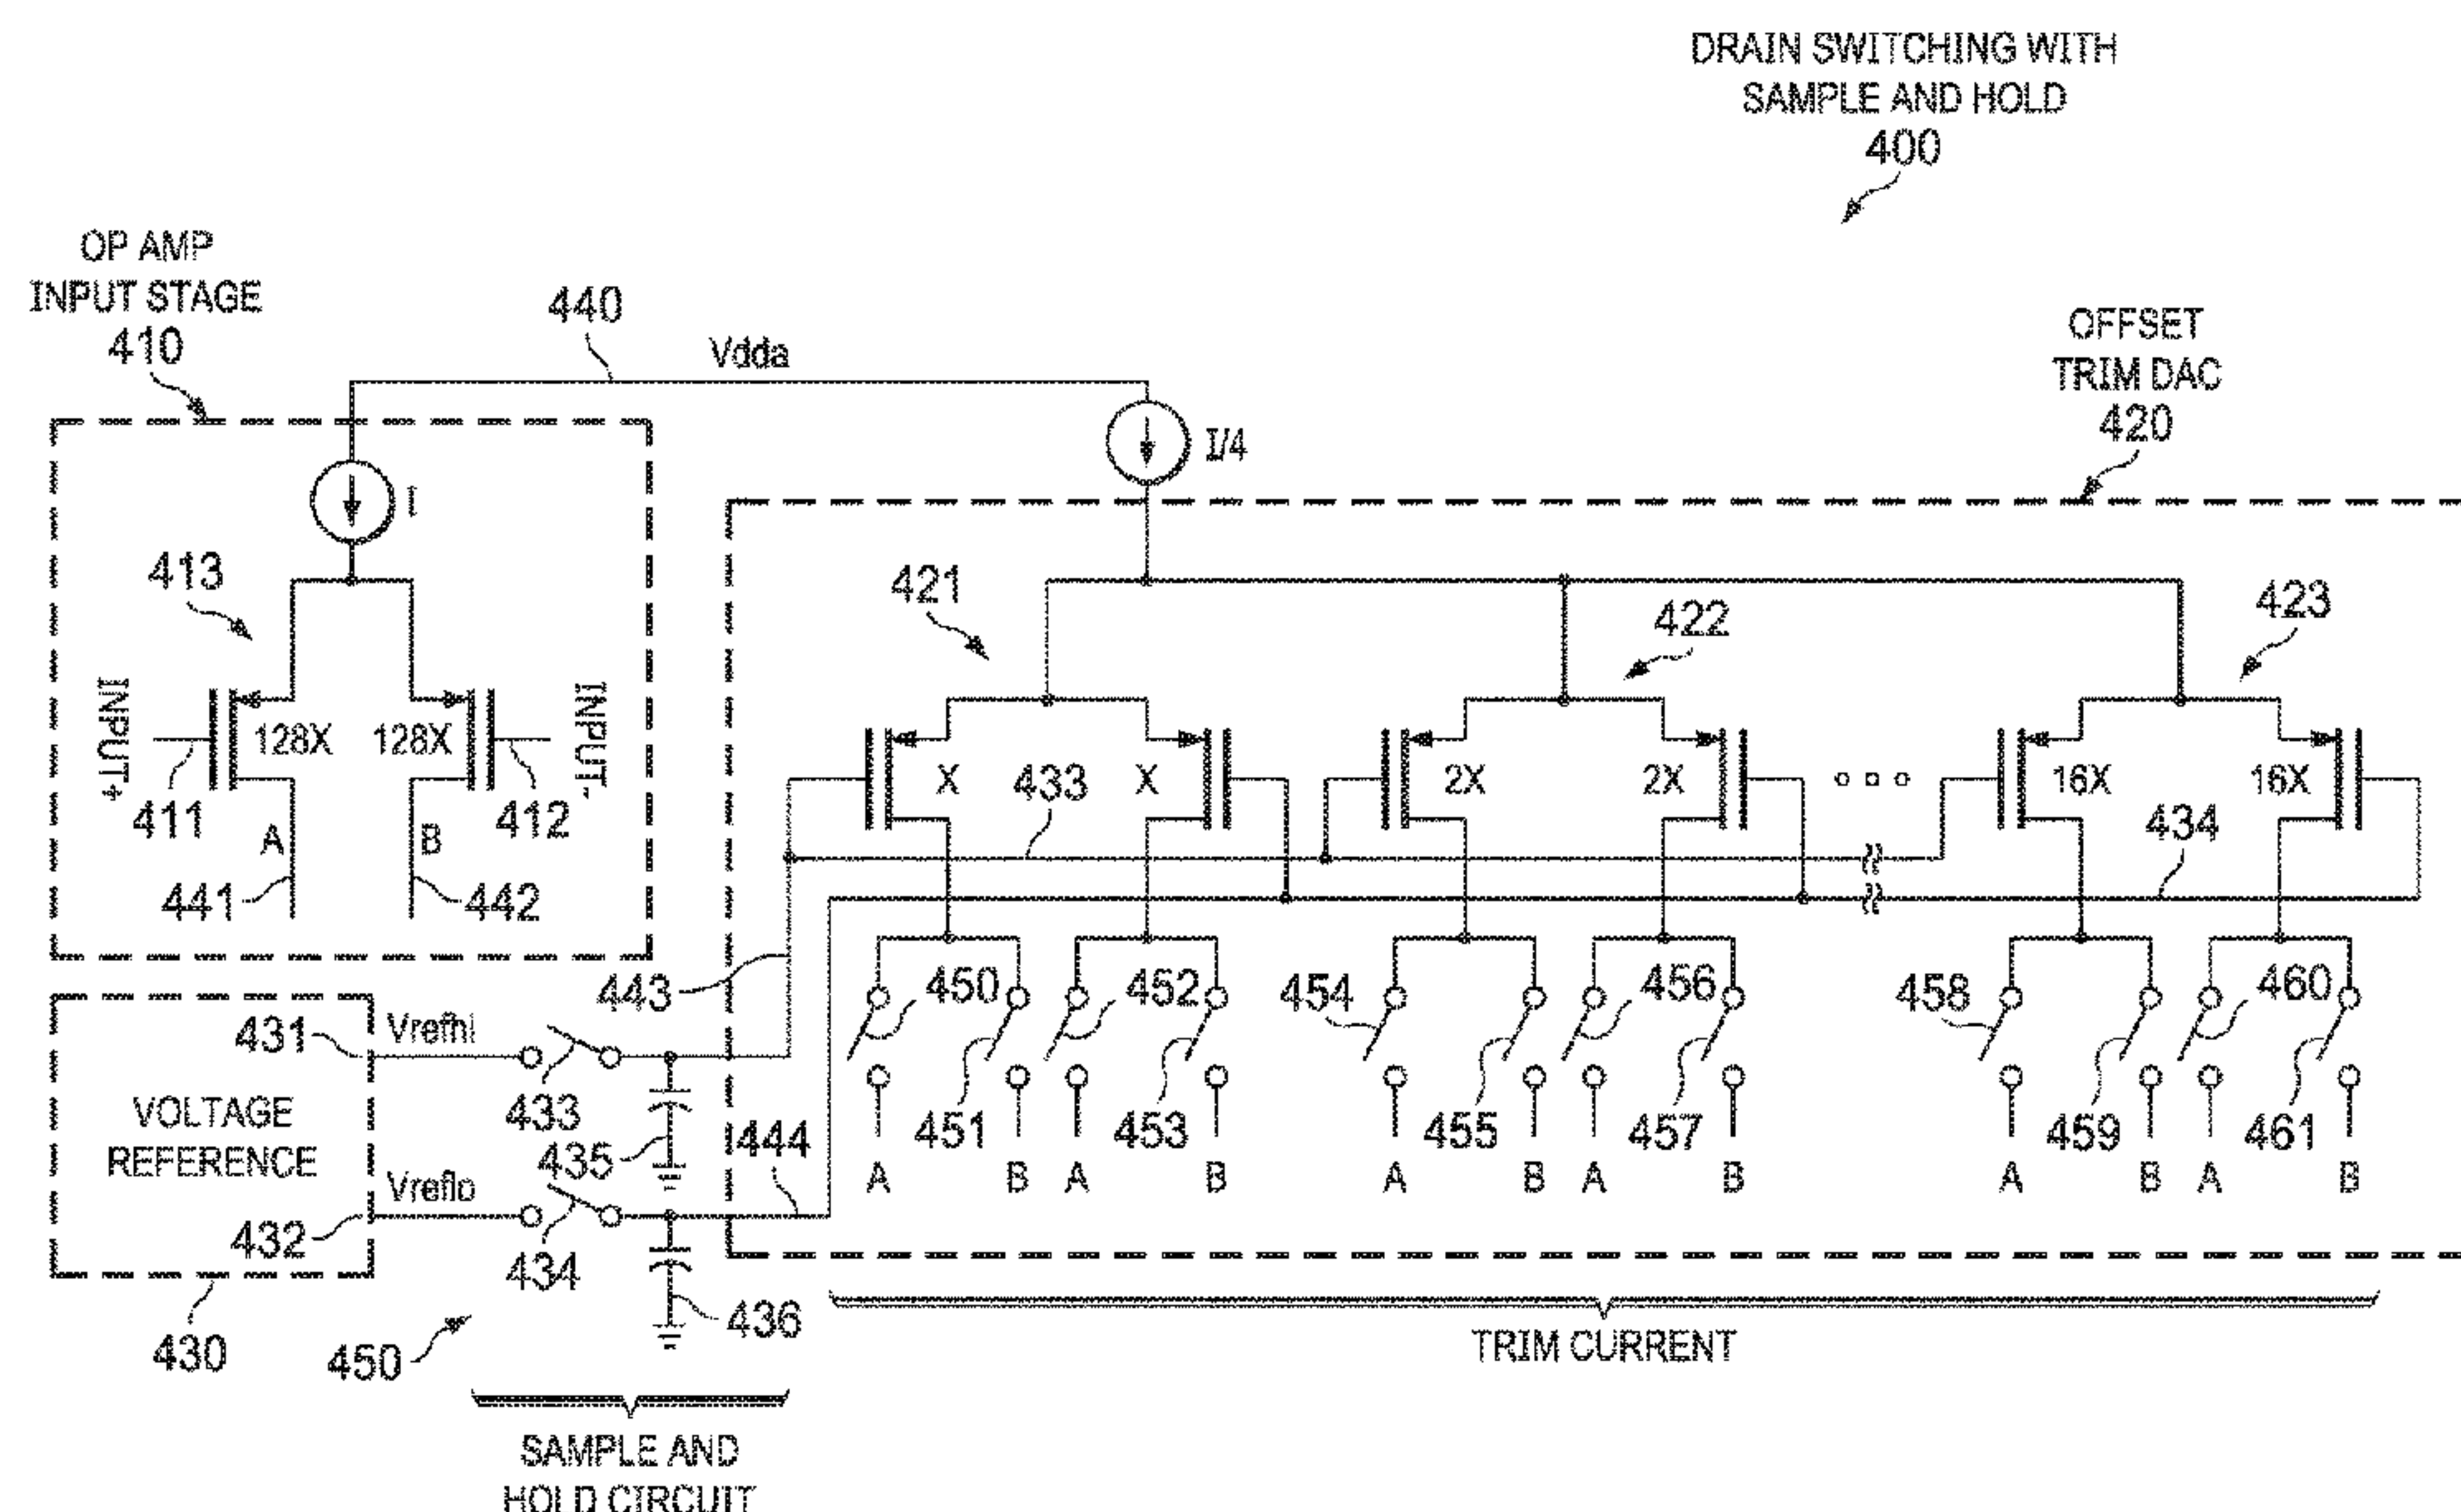 DRAIN SWITCHING WITH
SAMPLE AND HOLD
400
OP AMP
INPUT STAGE
410
440
Vdda
OFFSET
TRIM DAC
420
I
I/4
413
421
422
423
INPUT+
128X
128X
INPUT-
411
412
A
B
441
442
X
433
X
2X
2X
16X
16X
434
443
450
452
454
456
458
460
431
Vrefhi
433
435
451
453
455
457
459
461
VOLTAGE
REFERENCE
444
A
B
A
B
A
B
A
B
A
B
A
B
Vreflo
432
434
436
430
450
TRIM CURRENT
SAMPLE AND
HOLD CIRCUIT